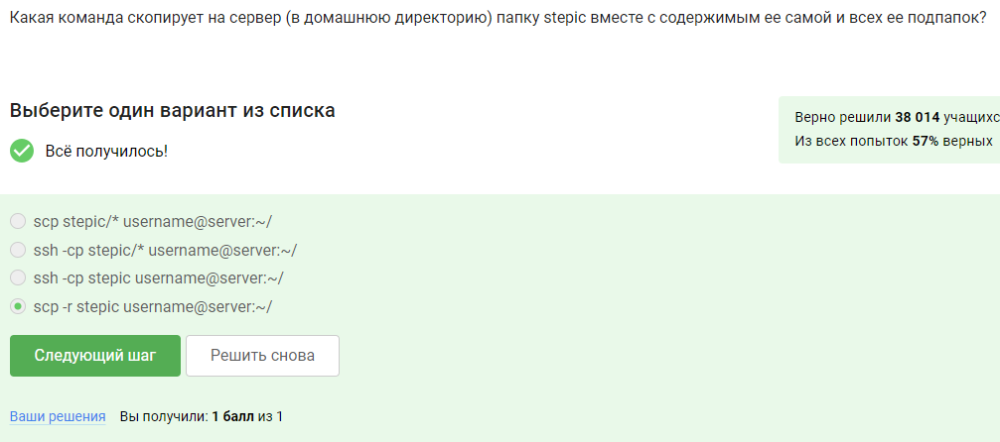 Какая команда скопирует на сервер (в домашнюю директорию) папку stepic вместе с содержимым ее самой и всех ее подпапок?
Выберите один вариант из списка
Всё получилось!
Верно решили 38 014 учащихс
Из всех попыток 57% верных
scp stepic/* username@server:~/
ssh -cp stepic/* username@server:~/
ssh -cp stepic username@server:~/
scp -r stepic username@server:~/
Следующий шаг
Решить снова
Ваши решения Вы получили: 1 балл из 1